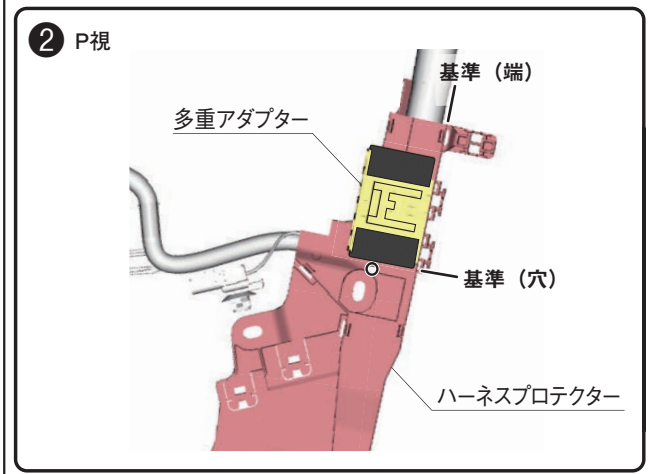 ❷ P視
基準（端）
多重アダプター
E
基準（穴）
ハーネスプロテクター